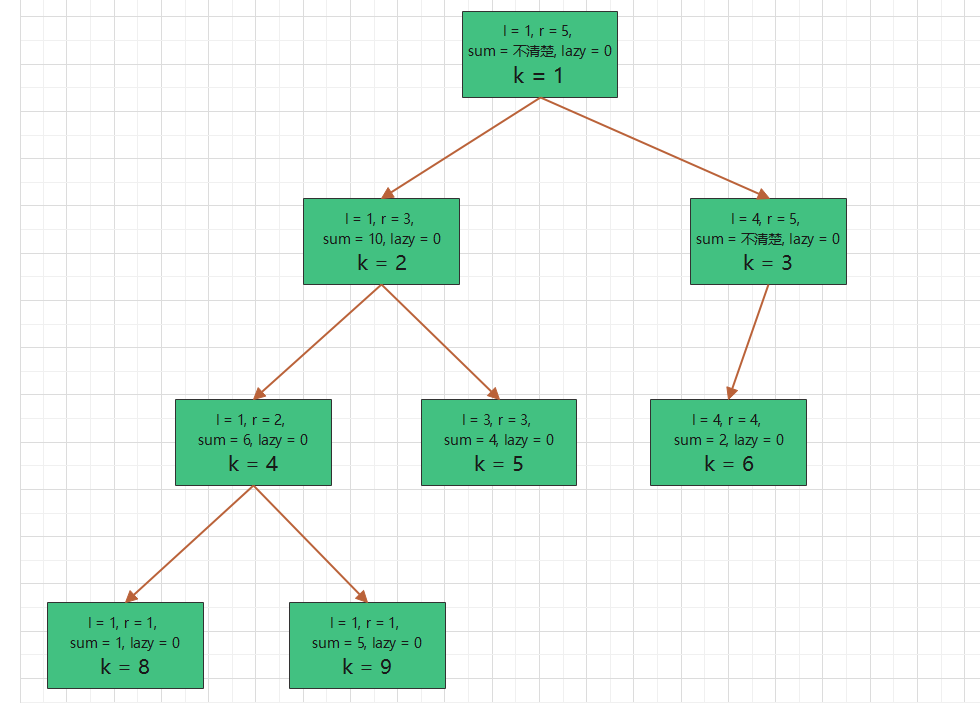 l = 1, r = 5,
sum = 不清楚, lazy = 0
k = 1
l = 1, r = 3,
sum = 10, lazy = 0
k = 2
l = 4, r = 5,
sum = 不清楚, lazy = 0
k = 3
l = 1, r = 2,
sum = 6, lazy = 0
k = 4
l = 3, r = 3,
sum = 4, lazy = 0
k = 5
l = 4, r = 4,
sum = 2, lazy = 0
k = 6
l = 1, r = 1,
sum = 1, lazy = 0
k = 8
l = 1, r = 1,
sum = 5, lazy = 0
k = 9